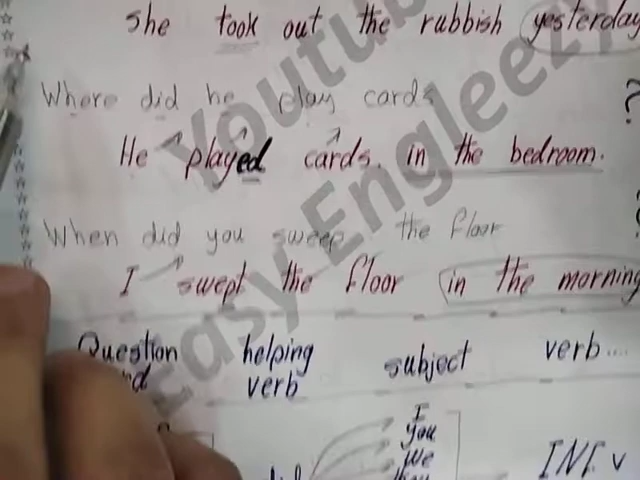 She took out the rubbish yesterday
Where did he play cards ?
He played cards. in the bedroom.
When did you sweep the floor ?
I swept the floor in the morning
Question helping subject verb....
verb
I
you
we
INF v
Youtube
Easy Engleezy